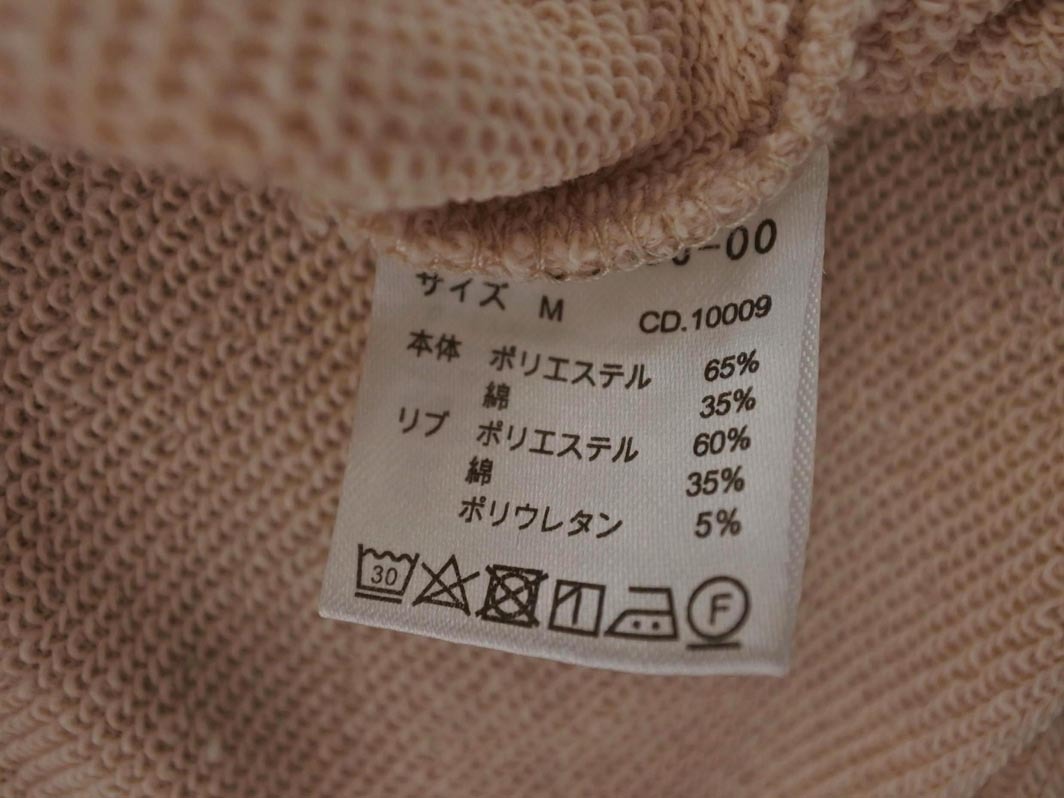 -00
サイズ M
CD.10009
本体 ポリエステル 65%
綿 35%
リブ ポリエステル 60%
綿 35%
ポリウレタン 5%
30 F